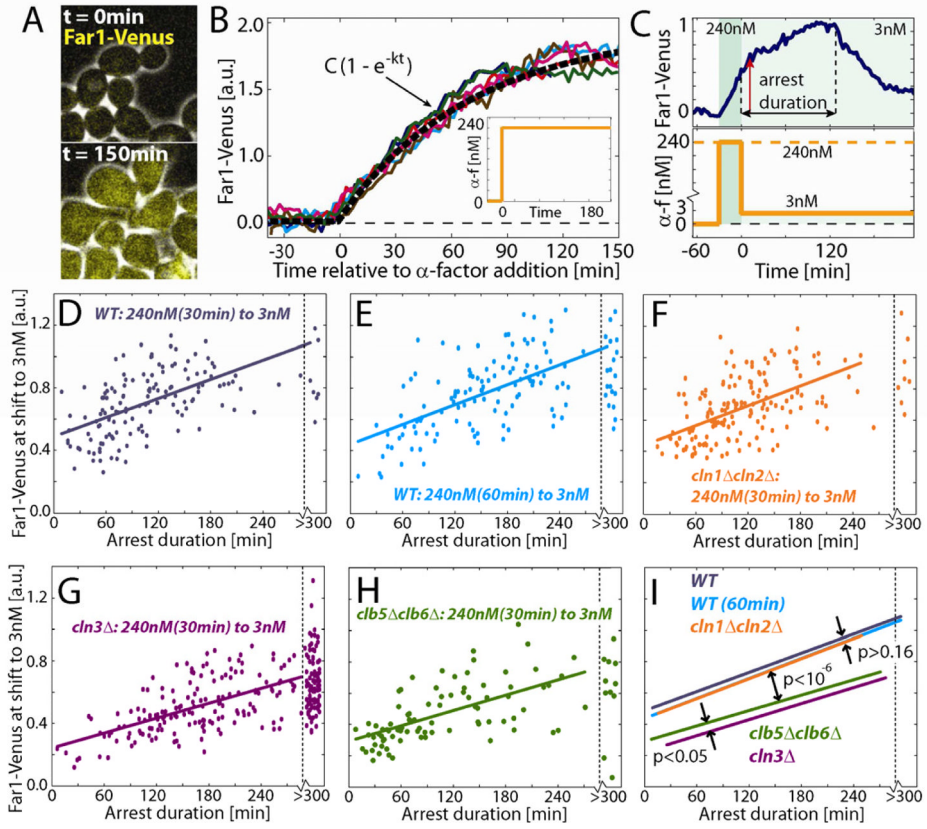 A
t = 0min
Far1-Venus
t = 150min
B
Far1-Venus [a.u.]
2.0
1.5
1.0
0.5
0.0
C(1 - e^-kt)
α-f [nM]
240
0
0
Time
180
-30
0
30
60
90
120
150
Time relative to α-factor addition [min]
C
Far1-Venus
1
0
240nM
3nM
arrest
duration
α-f [nM]
240
3
0
240nM
3nM
-60
0
120
Time [min]
D
WT: 240nM(30min) to 3nM
Far1-Venus at shift to 3nM [a.u.]
1.2
0.8
0.4
0.0
0 60 120 180 240 >300
Arrest duration [min]
E
WT: 240nM(60min) to 3nM
0 60 120 180 240 >300
Arrest duration [min]
F
cln1Δcln2Δ:
240nM(30min) to 3nM
0 60 120 180 240 >300
Arrest duration [min]
G
cln3Δ: 240nM(30min) to 3nM
Far1-Venus at shift to 3nM [a.u.]
1.2
0.8
0.4
0.0
0 60 120 180 240 >300
Arrest duration [min]
H
clb5Δclb6Δ: 240nM(30min) to 3nM
0 60 120 180 240 >300
Arrest duration [min]
I
WT
WT (60min)
cln1Δcln2Δ
p>0.16
p<10^-6
p<0.05
clb5Δclb6Δ
cln3Δ
0 60 120 180 240 >300
Arrest duration [min]